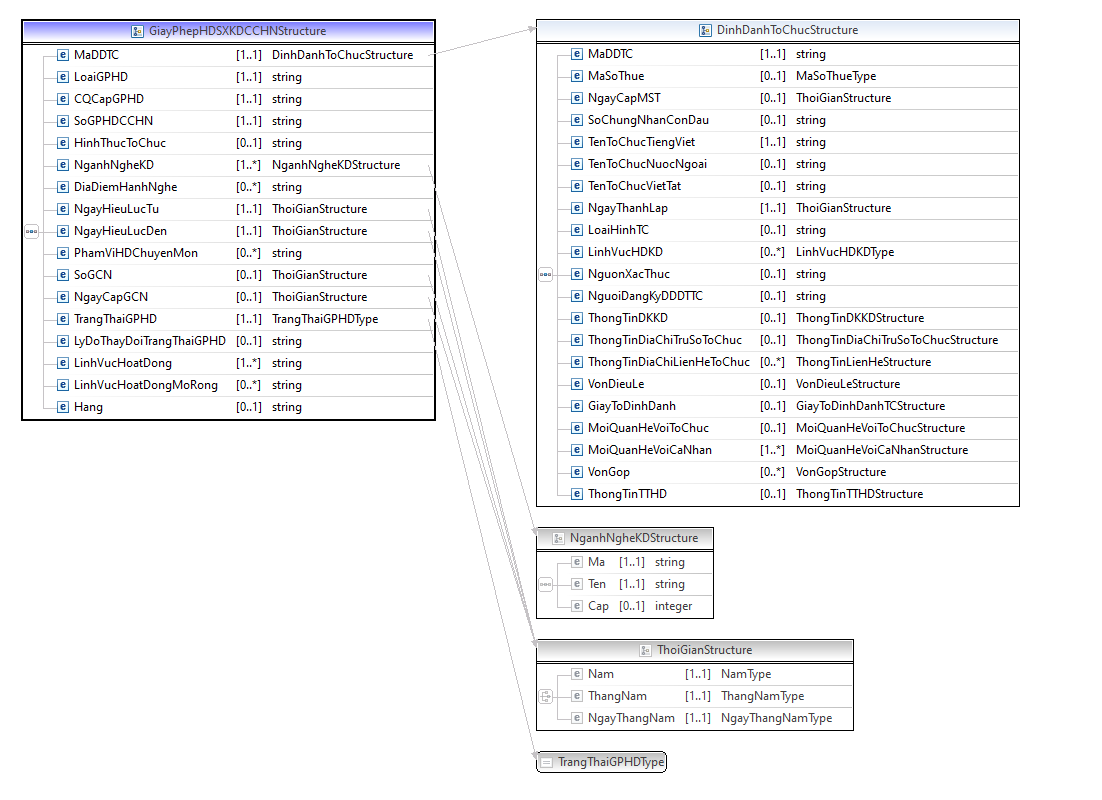 GiayPhepHDSXKDCCHNStructure
e MaDDTC [1..1] DinhDanhToChucStructure
e LoaiGPHD [1..1] string
e CQCapGPHD [1..1] string
e SoGPHDCCHN [1..1] string
e HinhThucToChuc [0..1] string
e NganhNgheKD [1..*] NganhNgheKDStructure
e DiaDiemHanhNghe [0..*] string
e NgayHieuLucTu [1..1] ThoiGianStructure
e NgayHieuLucDen [1..1] ThoiGianStructure
e PhamViHDChuyenMon [0..*] string
e SoGCN [0..1] ThoiGianStructure
e NgayCapGCN [0..1] ThoiGianStructure
e TrangThaiGPHD [1..1] TrangThaiGPHDType
e LyDoThayDoiTrangThaiGPHD [0..1] string
e LinhVucHoatDong [1..*] string
e LinhVucHoatDongMoRong [0..*] string
e Hang [0..1] string
DinhDanhToChucStructure
e MaDDTC [1..1] string
e MaSoThue [0..1] MaSoThueType
e NgayCapMST [0..1] ThoiGianStructure
e SoChungNhanConDau [0..1] string
e TenToChucTiengViet [1..1] string
e TenToChucNuocNgoai [0..1] string
e TenToChucVietTat [0..1] string
e NgayThanhLap [1..1] ThoiGianStructure
e LoaiHinhTC [0..1] string
e LinhVucHDKD [0..*] LinhVucHDKDType
e NguonXacThuc [0..1] string
e NguoiDangKyDDDTTC [0..1] string
e ThongTinDKKD [0..1] ThongTinDKKDStructure
e ThongTinDiaChiTruSoToChuc [0..1] ThongTinDiaChiTruSoToChucStructure
e ThongTinDiaChiLienHeToChuc [0..*] ThongTinLienHeStructure
e VonDieuLe [0..1] VonDieuLeStructure
e GiayToDinhDanh [0..1] GiayToDinhDanhTCStructure
e MoiQuanHeVoiToChuc [0..1] MoiQuanHeVoiToChucStructure
e MoiQuanHeVoiCaNhan [1..*] MoiQuanHeVoiCaNhanStructure
e VonGop [0..*] VonGopStructure
e ThongTinTTHD [0..1] ThongTinTTHDStructure
NganhNgheKDStructure
e Ma [1..1] string
e Ten [1..1] string
e Cap [0..1] integer
ThoiGianStructure
e Nam [1..1] NamType
e ThangNam [1..1] ThangNamType
e NgayThangNam [1..1] NgayThangNamType
TrangThaiGPHDType